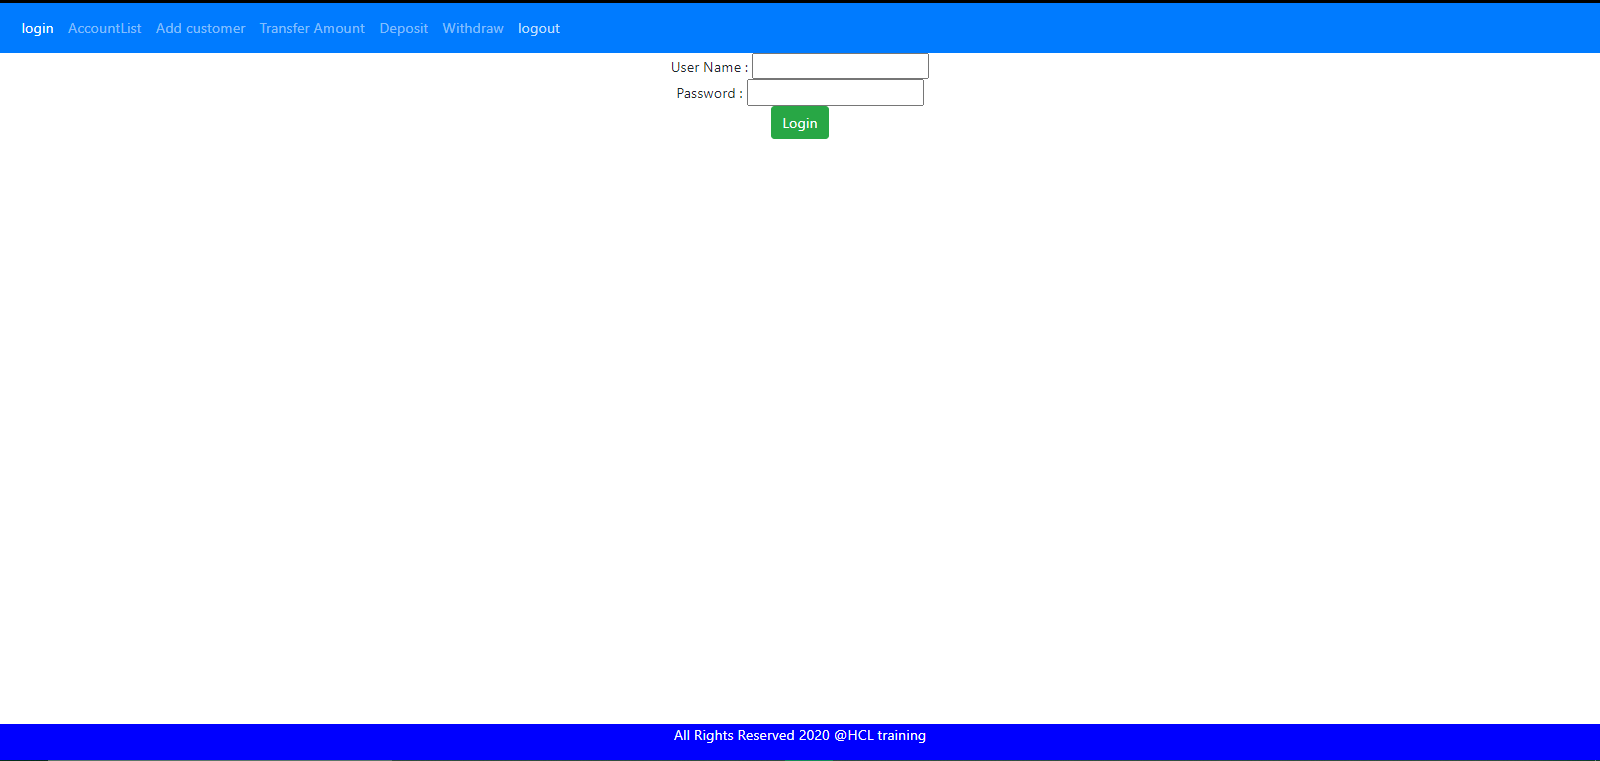 login AccountList Add customer Transfer Amount Deposit Withdraw logout
User Name :
Password :
Login
All Rights Reserved 2020 @HCL training